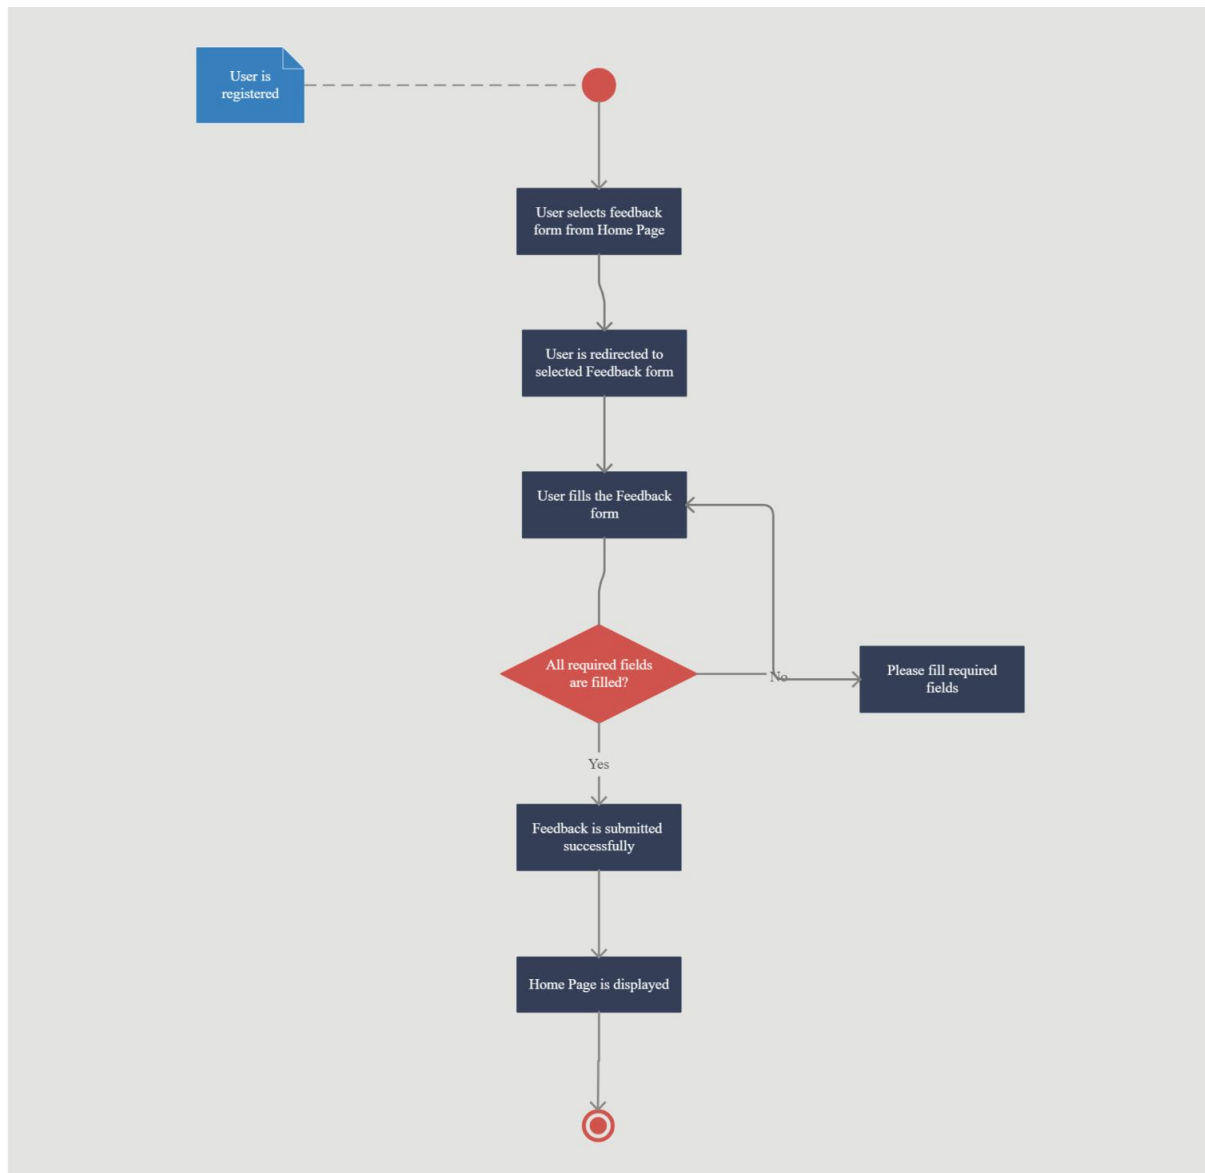 User is
registered
User selects feedback
form from Home Page
User is redirected to
selected Feedback form
User fills the Feedback
form
All required fields
are filled?
No
Please fill required
fields
Yes
Feedback is submitted
successfully
Home Page is displayed